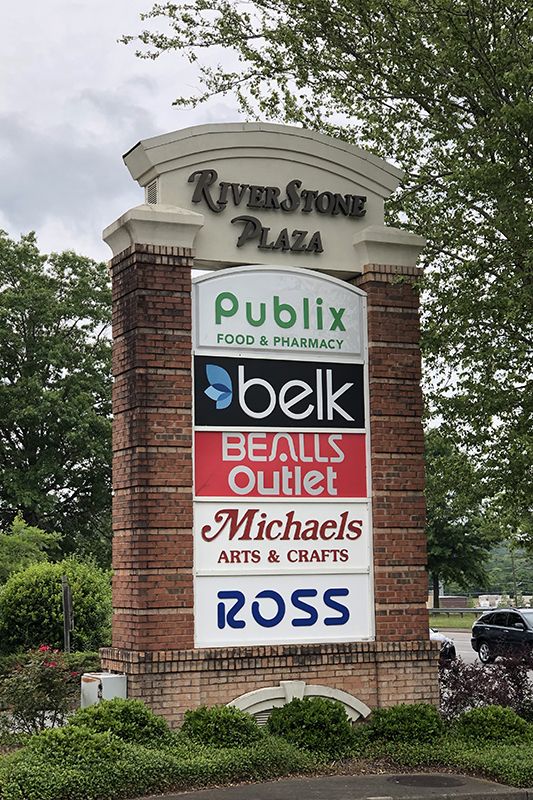 RIVERSTONE
PLAZA
Publix
FOOD & PHARMACY
belk
BEALLS
Outlet
Michaels
ARTS & CRAFTS
ROSS